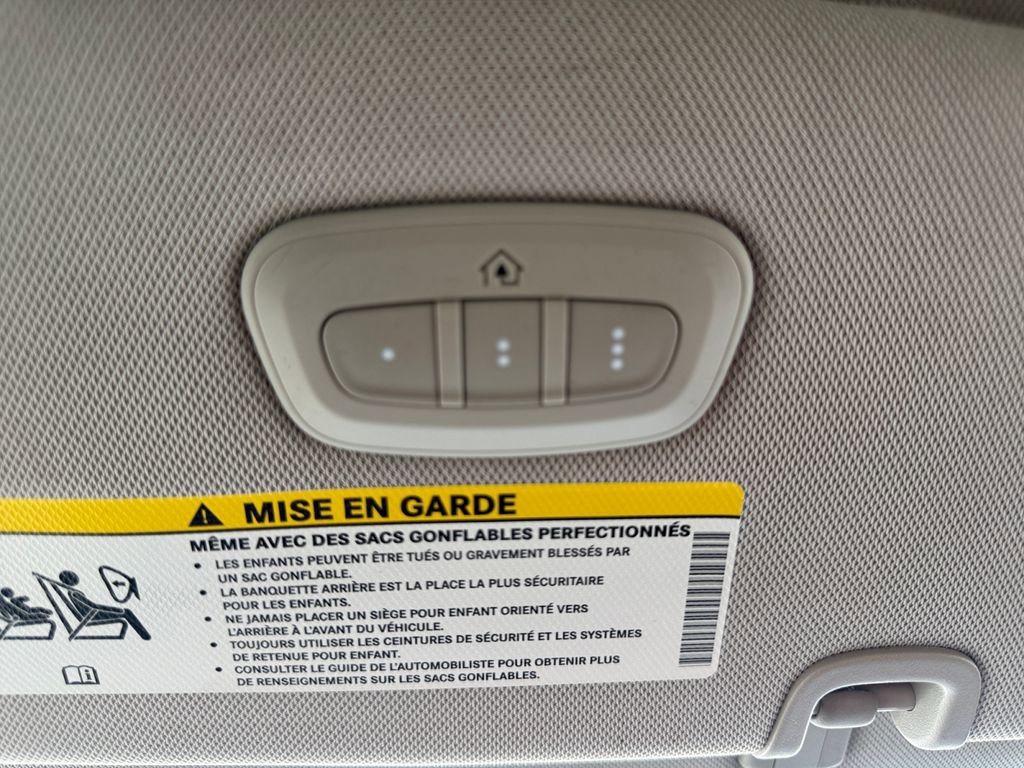 MISE EN GARDE
MÊME AVEC DES SACS GONFLABLES PERFECTIONNÉS
• LES ENFANTS PEUVENT ÊTRE TUÉS OU GRAVEMENT BLESSÉS PAR
UN SAC GONFLABLE.
• LA BANQUETTE ARRIÈRE EST LA PLACE LA PLUS SÉCURITAIRE
POUR LES ENFANTS.
• NE JAMAIS PLACER UN SIÈGE POUR ENFANT ORIENTÉ VERS
L'ARRIÈRE À L'AVANT DU VÉHICULE.
• TOUJOURS UTILISER LES CEINTURES DE SÉCURITÉ ET LES SYSTÈMES
DE RETENUE POUR ENFANT.
• CONSULTER LE GUIDE DE L'AUTOMOBILISTE POUR OBTENIR PLUS
DE RENSEIGNEMENTS SUR LES SACS GONFLABLES.